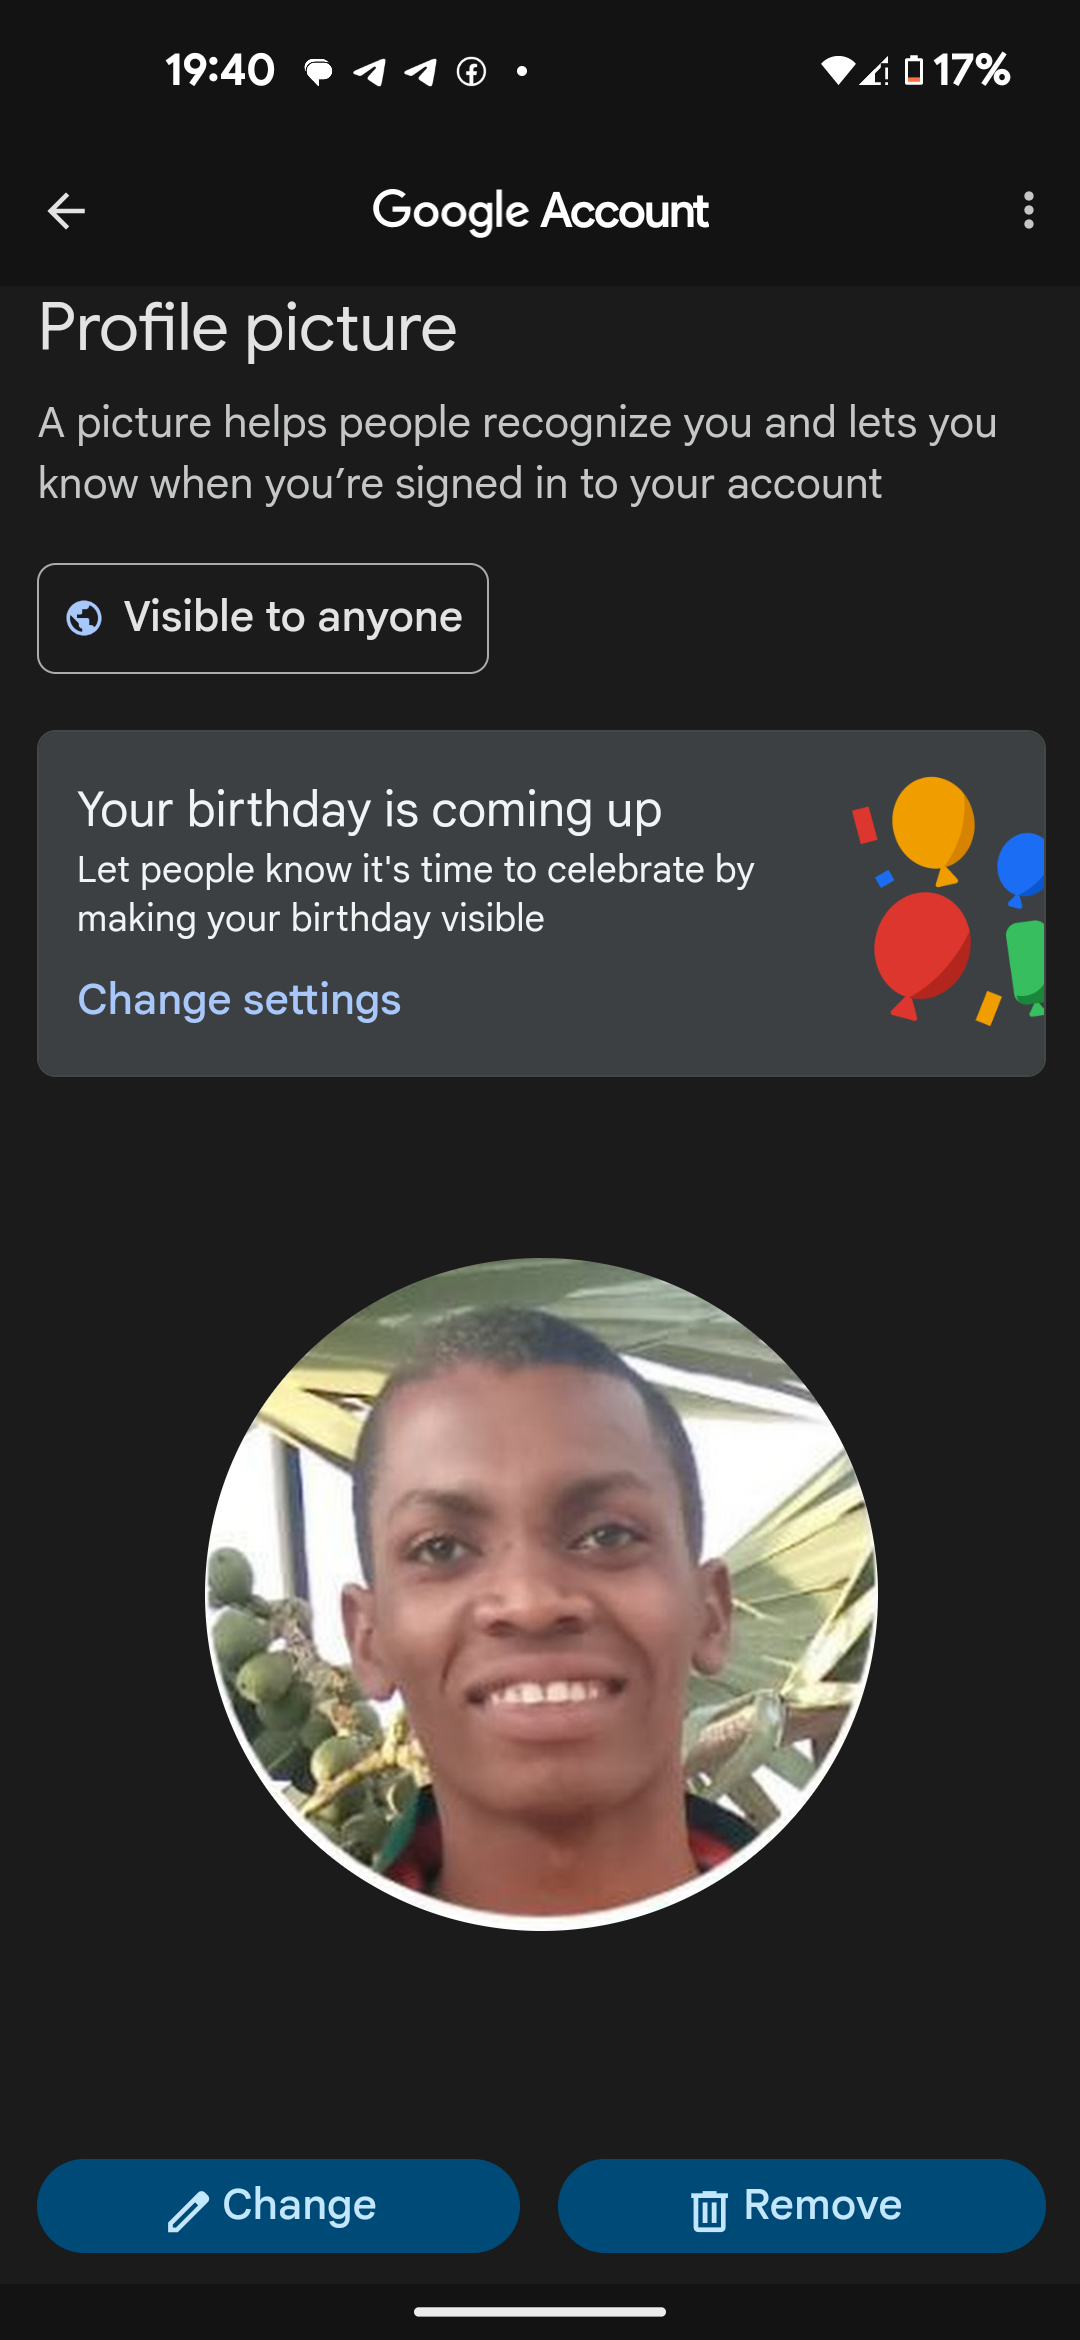 19:40
17%
Google Account
Profile picture
A picture helps people recognize you and lets you
know when you’re signed in to your account
Visible to anyone
Your birthday is coming up
Let people know it's time to celebrate by
making your birthday visible
Change settings
Change
Remove